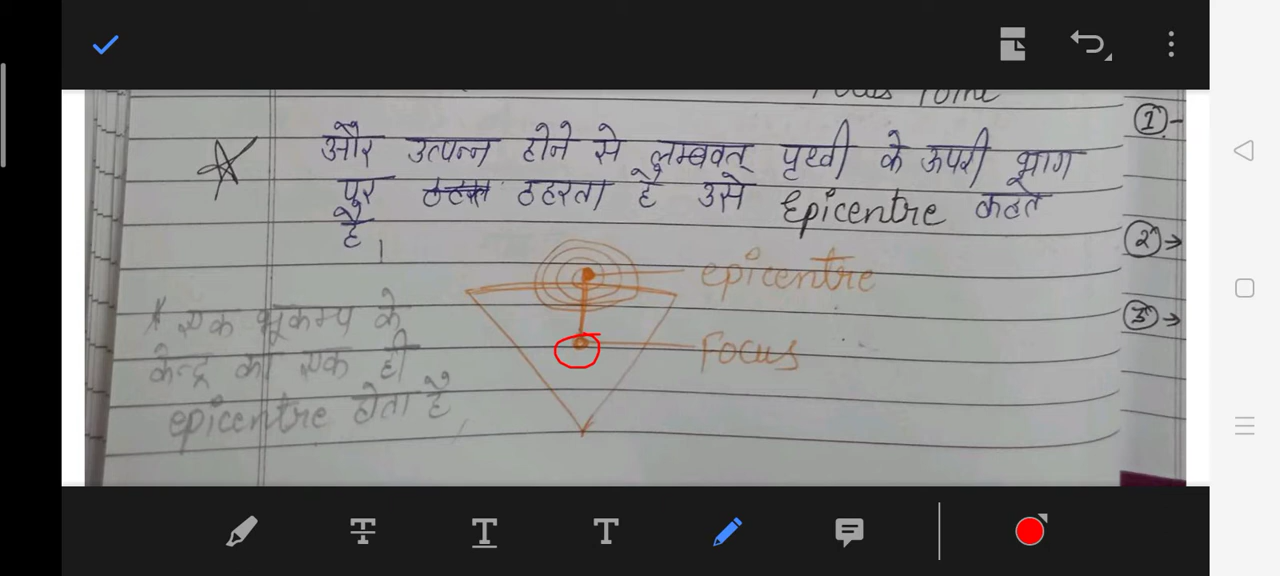 और उत्पन्न होने से लम्बवत् पृथ्वी के ऊपरी भाग
पर ठहरता है उसे Epicentre कहते
है।
epicentre
Focus
* एक भूकम्प के
केन्द्र का एक ही
epicentre होता है,
①-
②→
③→
T
T
T